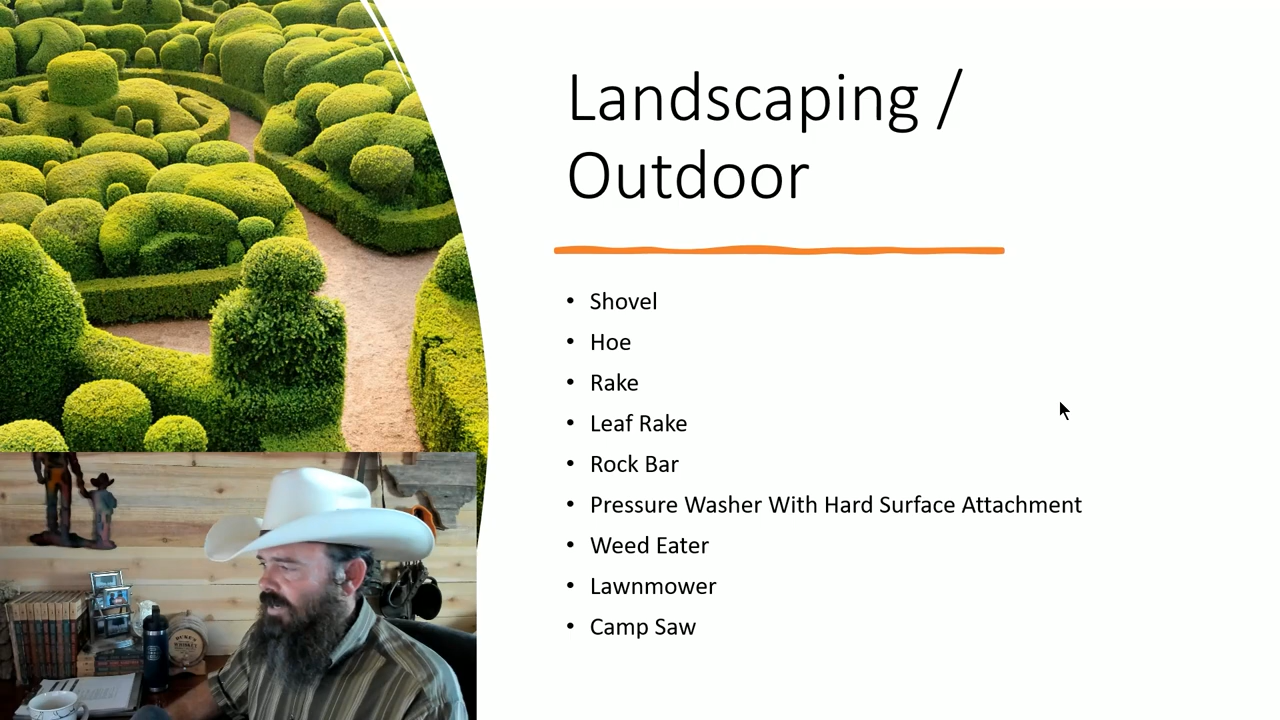 Landscaping /
Outdoor
• Shovel
• Hoe
• Rake
• Leaf Rake
• Rock Bar
• Pressure Washer With Hard Surface Attachment
• Weed Eater
• Lawnmower
• Camp Saw